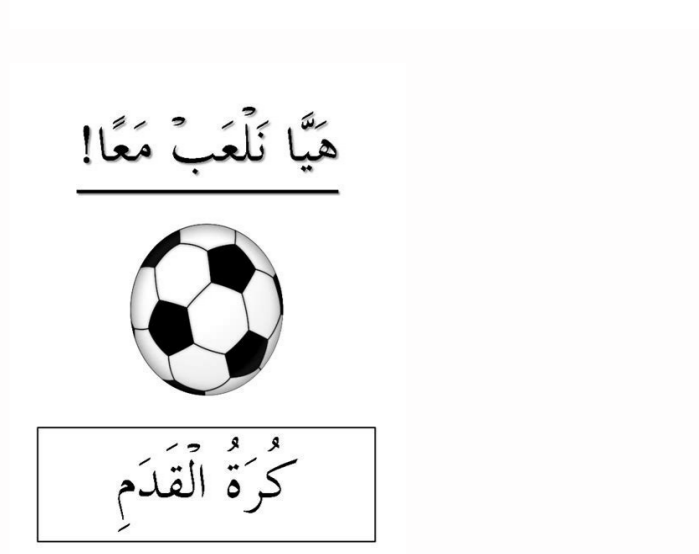 هَيَّا نَلْعَبْ مَعًا!
كُرَةُ الْقَدَمِ